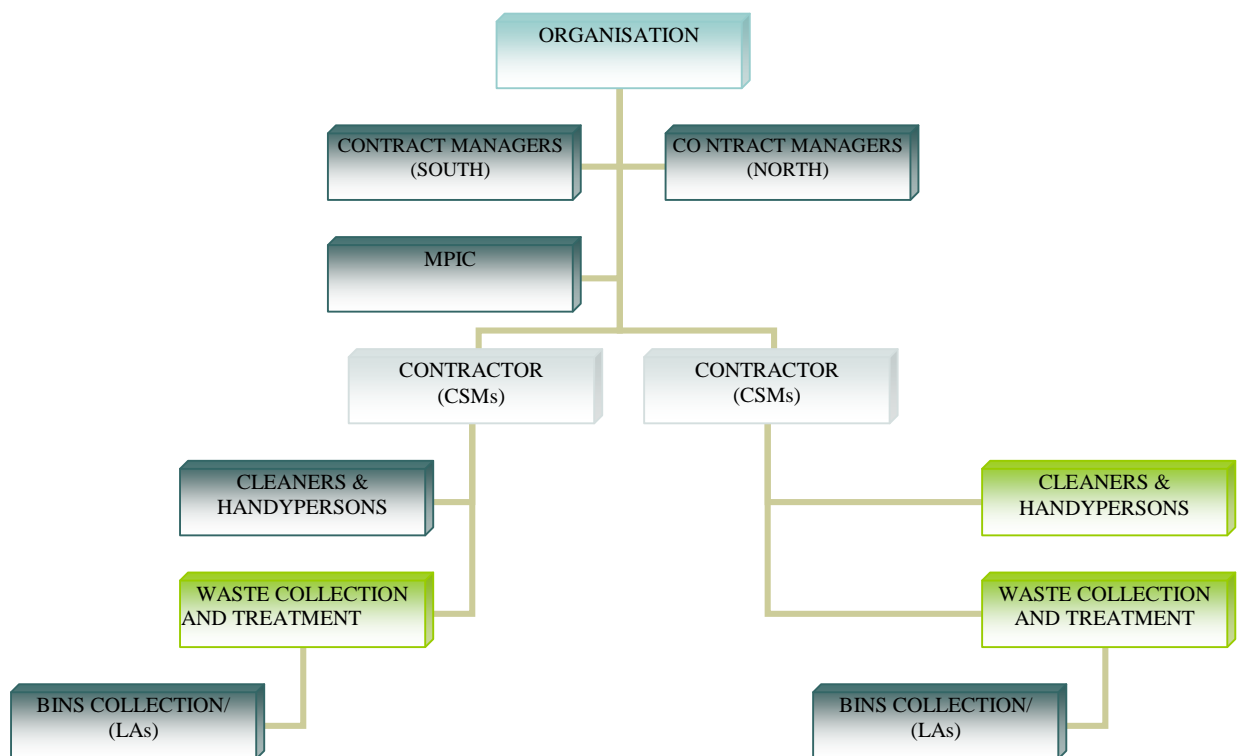 ORGANISATION
CONTRACT MANAGERS
(SOUTH)
CO NTRACT MANAGERS
(NORTH)
MPIC
CONTRACTOR
(CSMs)
CONTRACTOR
(CSMs)
CLEANERS &
HANDYPERSONS
CLEANERS &
HANDYPERSONS
WASTE COLLECTION
AND TREATMENT
WASTE COLLECTION
AND TREATMENT
BINS COLLECTION/
(LAs)
BINS COLLECTION/
(LAs)